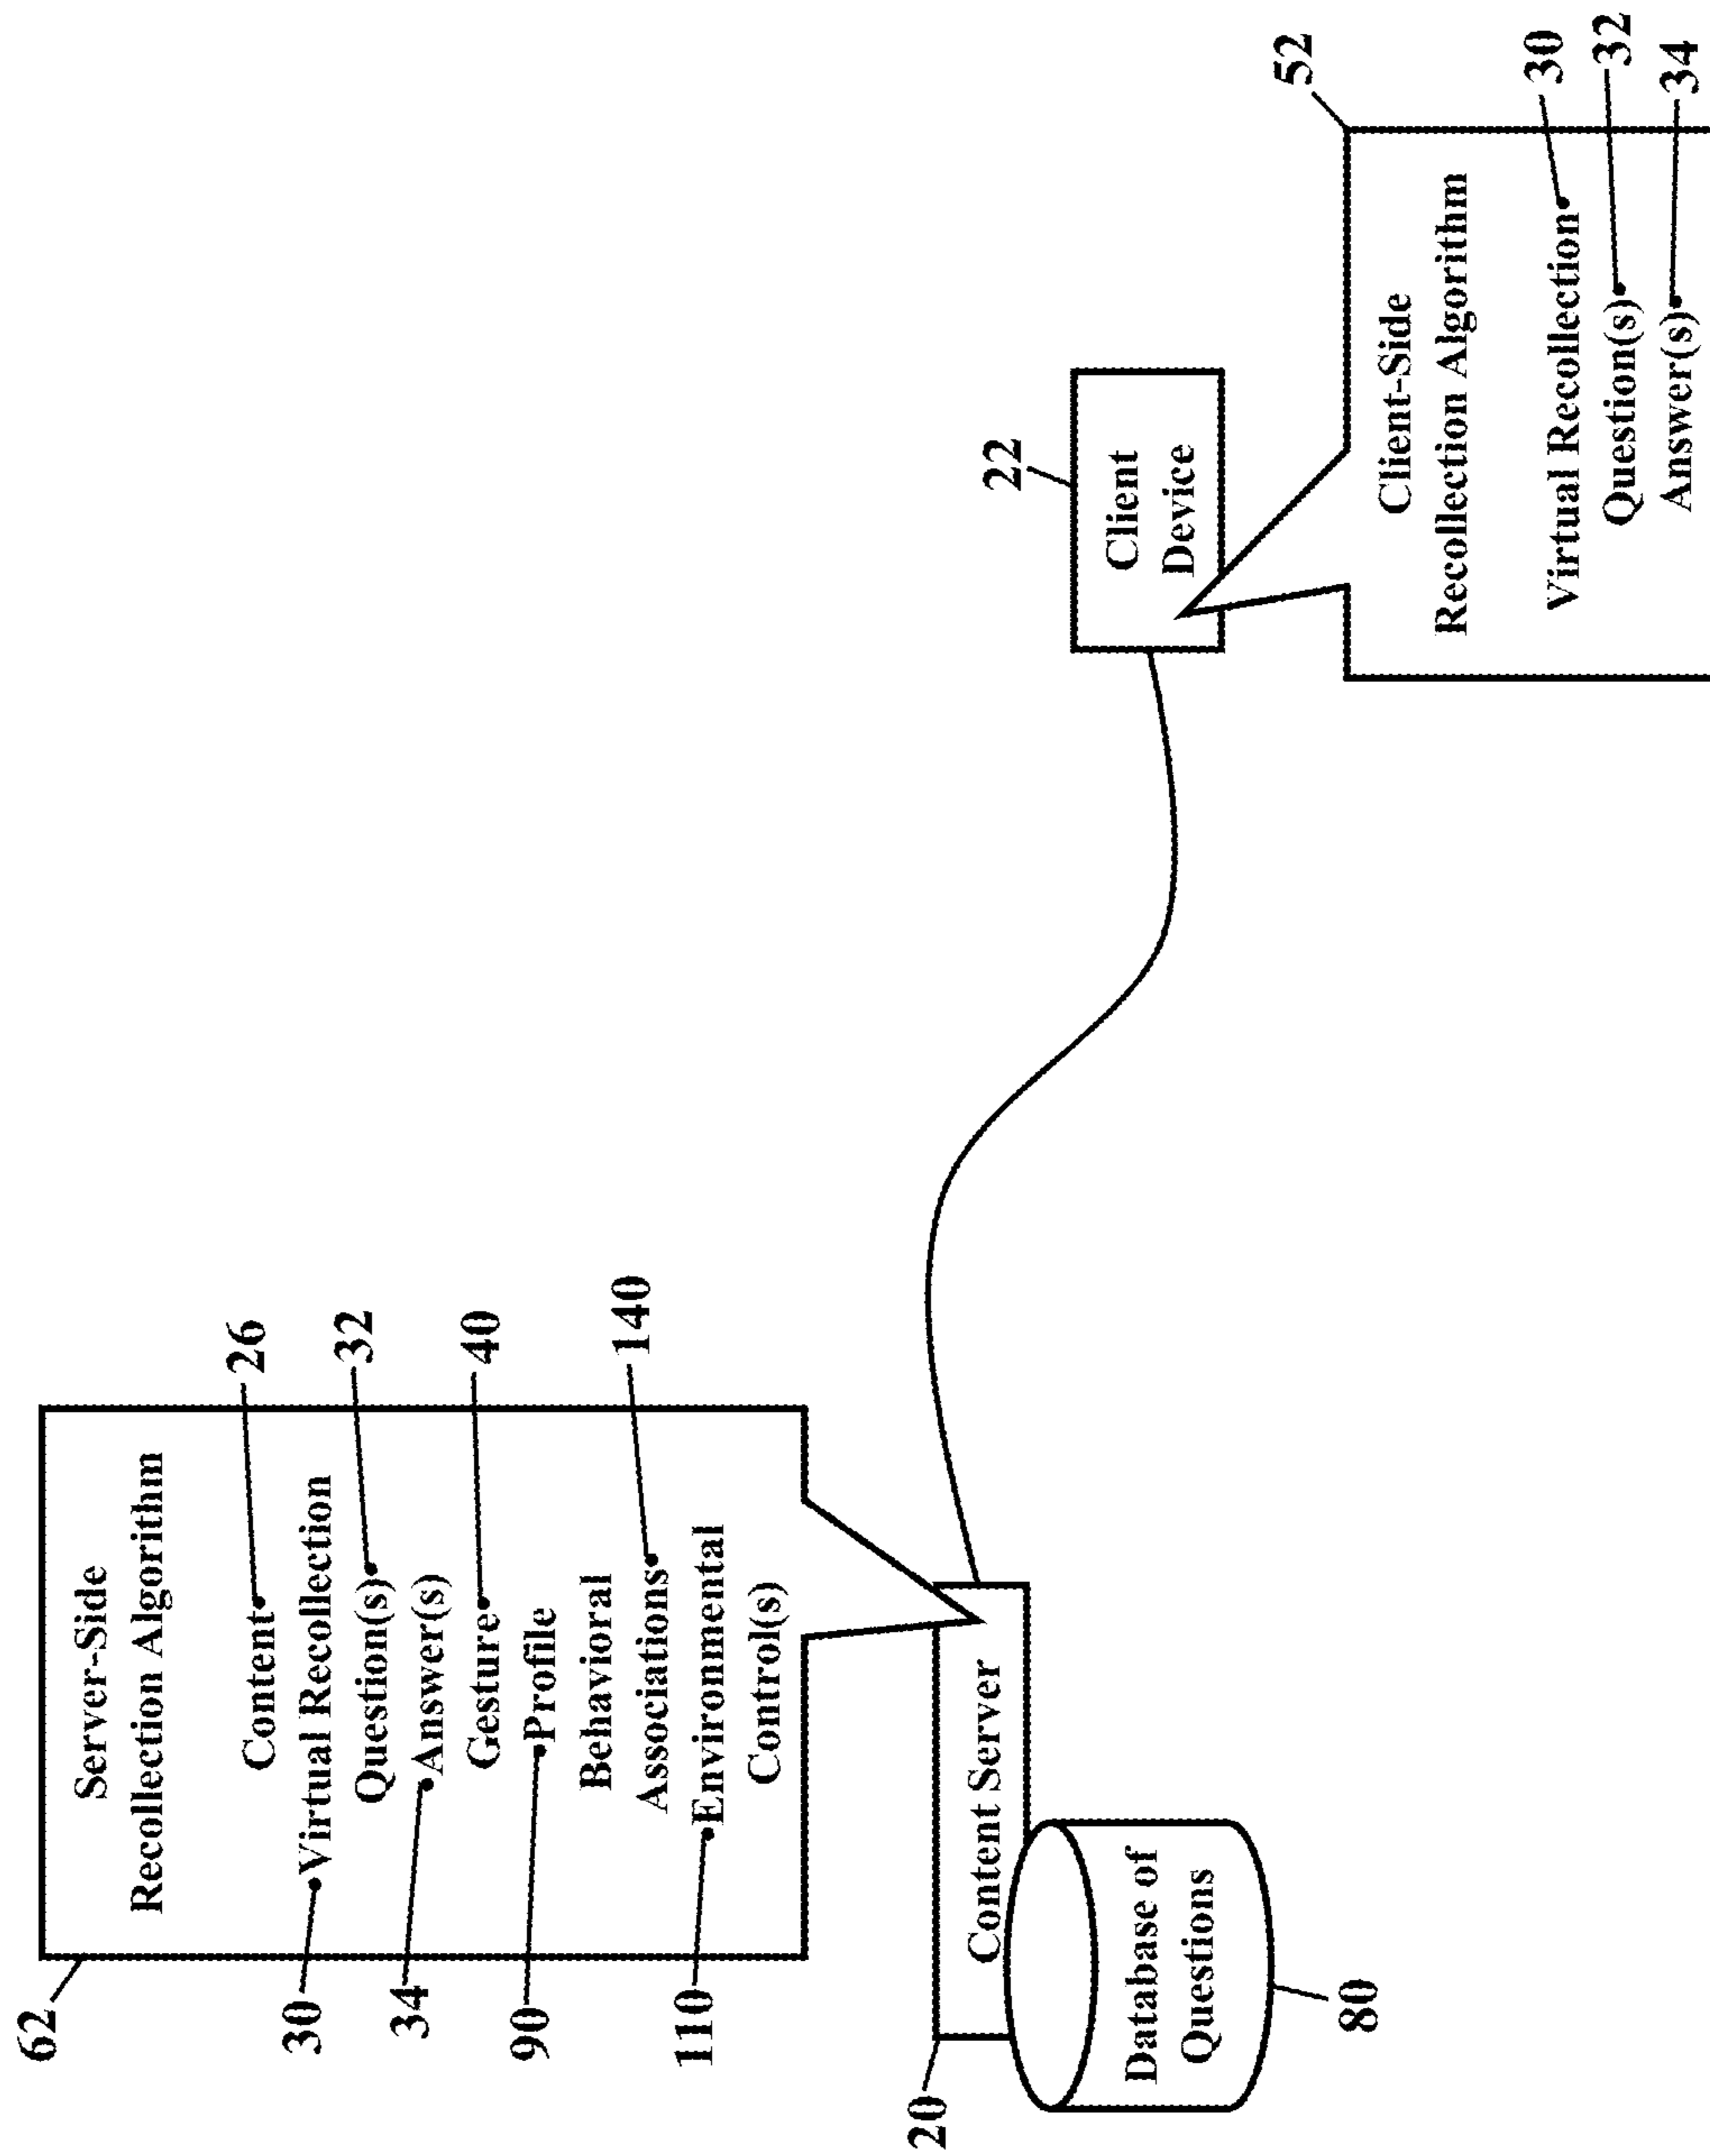 62
Server-Side
Recollection Algorithm
Content
26
30
Virtual Recollection
Question(s)
32
34
Answer(s)
Gesture
40
90
Profile
Behavioral
Associations
140
110
Environmental
Control(s)
20
Content Server
Database of
Questions
80
22
Client
Device
52
Client-Side
Recollection Algorithm
Virtual Recollection
30
Question(s)
32
Answer(s)
34